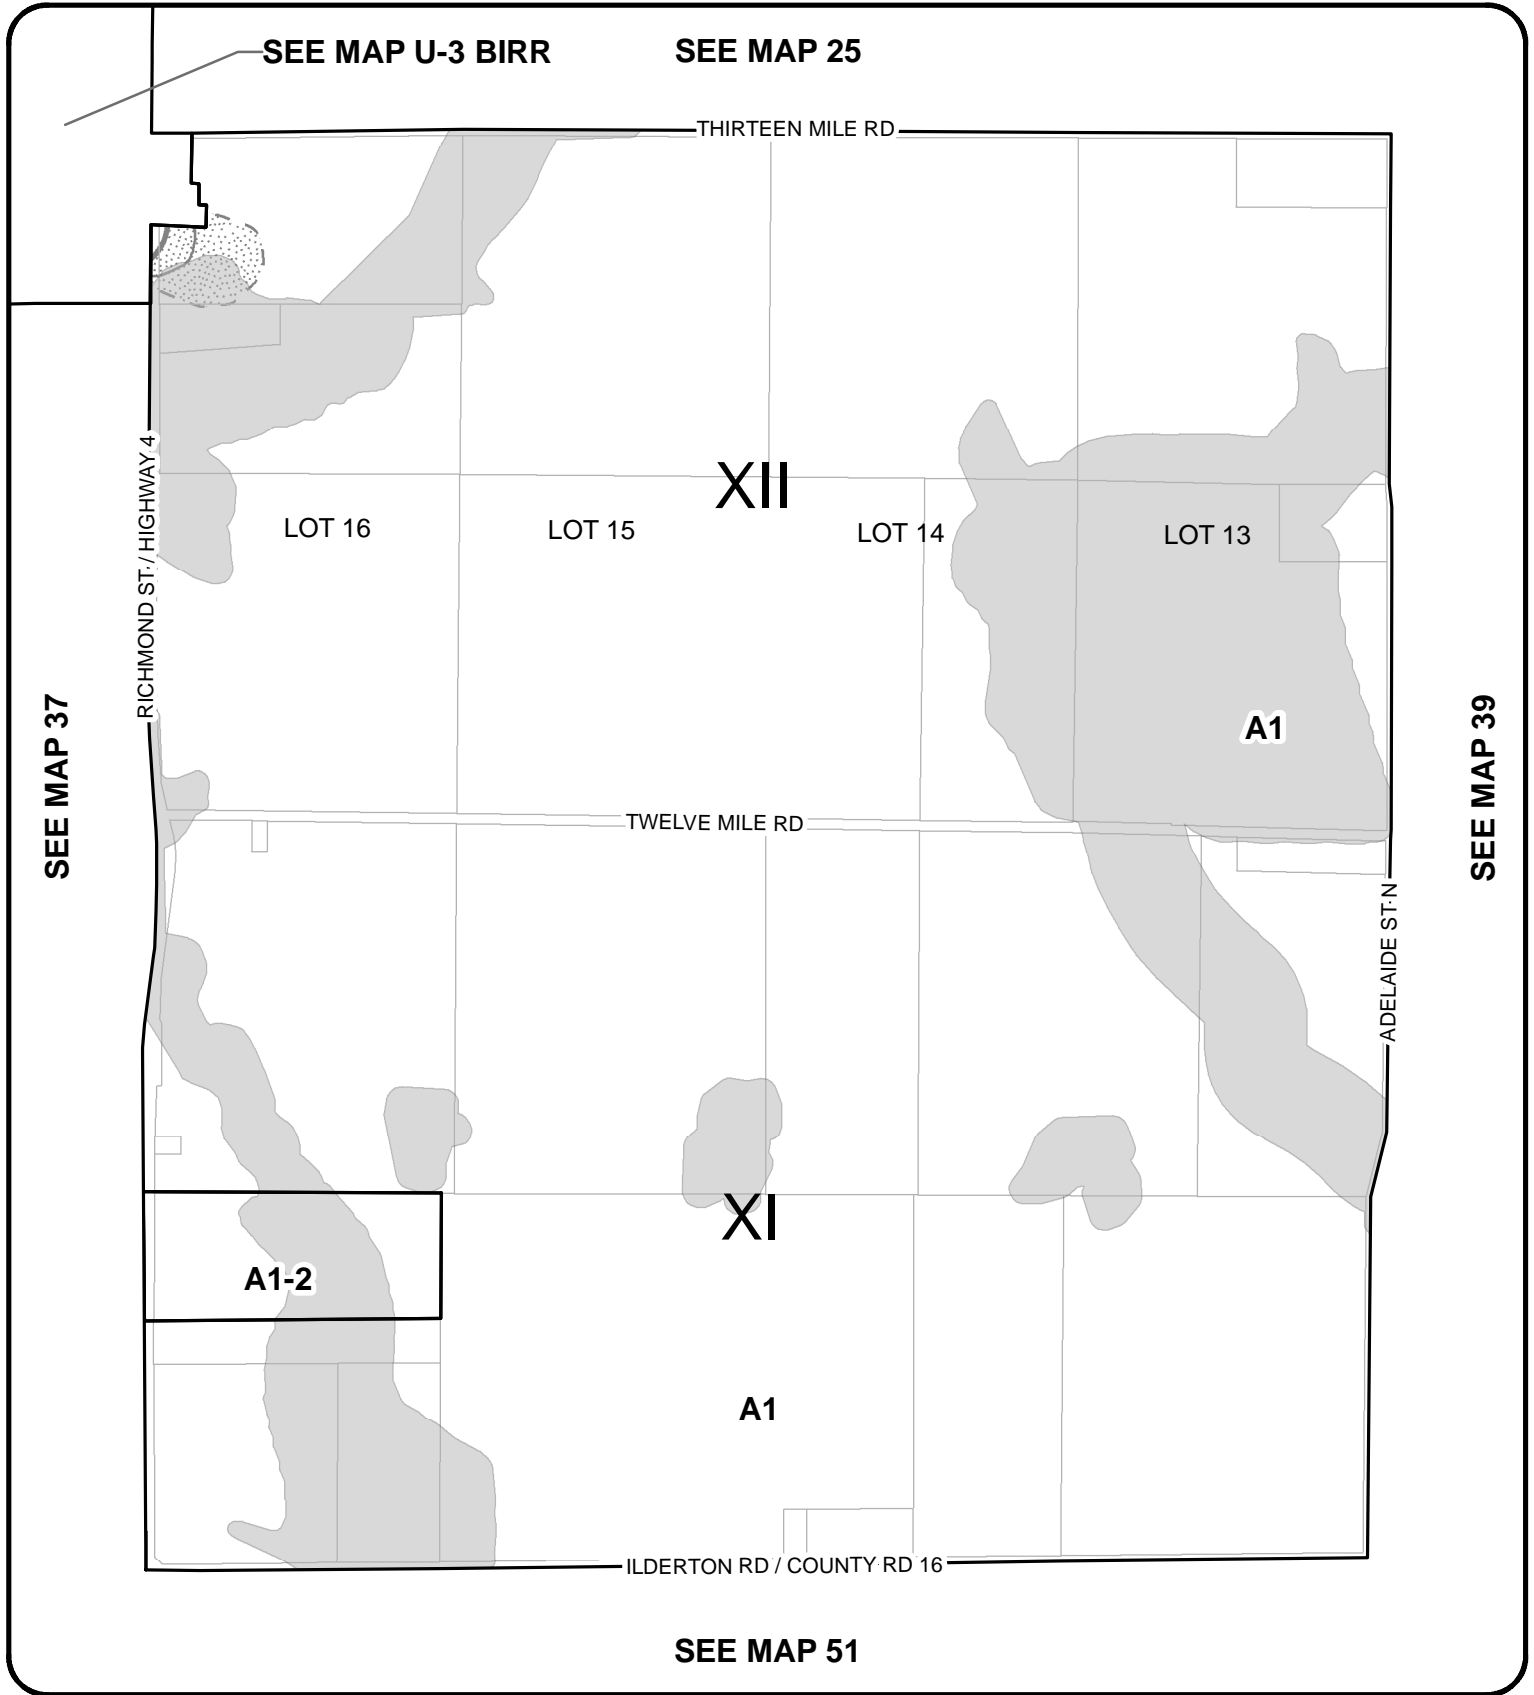 SEE MAP U-3 BIRR
SEE MAP 25
THIRTEEN MILE RD
RICHMOND ST / HIGHWAY 4
XII
LOT 16
LOT 15
LOT 14
LOT 13
A1
SEE MAP 37
SEE MAP 39
TWELVE MILE RD
ADELAIDE ST N
XI
A1-2
A1
ILDERTON RD / COUNTY RD 16
SEE MAP 51